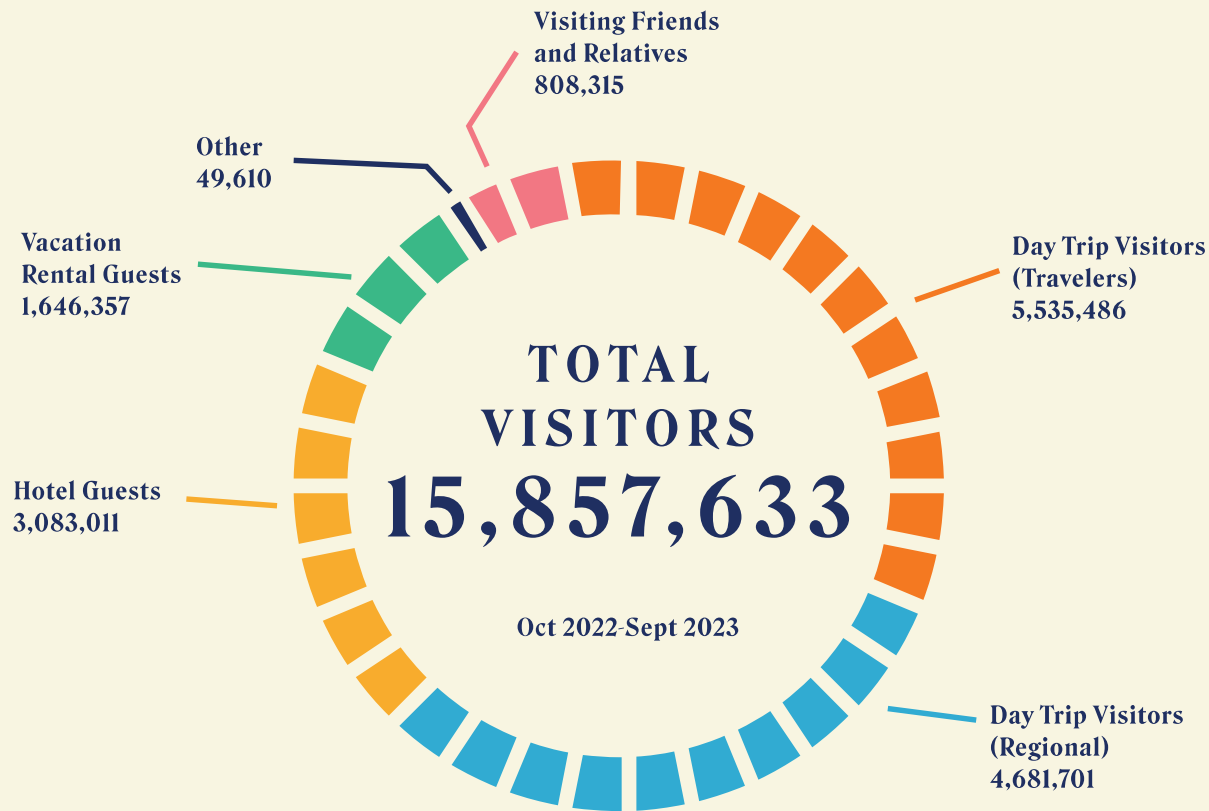 Visiting Friends
and Relatives
808,315
Other
49,610
Vacation
Rental Guests
1,646,357
Day Trip Visitors
(Travelers)
5,535,486
TOTAL
VISITORS
15,857,633
Hotel Guests
3,083,011
Oct 2022-Sept 2023
Day Trip Visitors
(Regional)
4,681,701